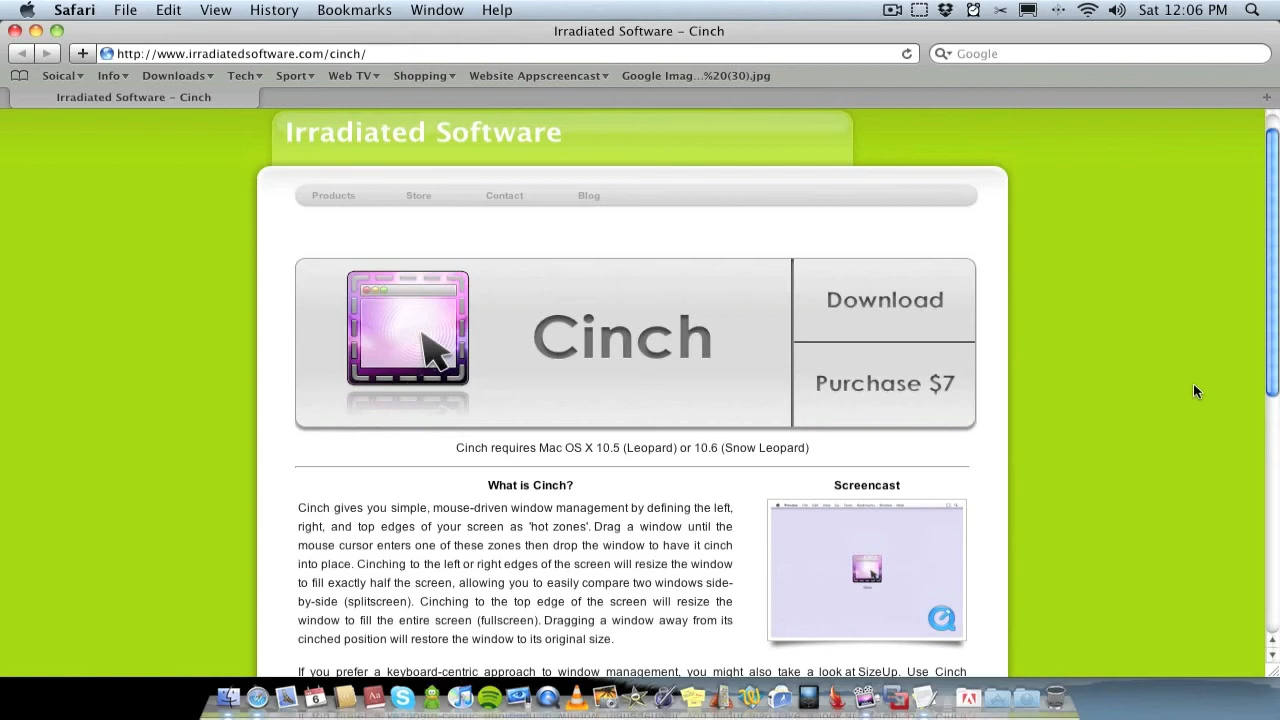 Safari File Edit View History Bookmarks Window Help Sat 12:06 PM
Irradiated Software – Cinch
http://www.irradiatedsoftware.com/cinch/ Google
Soical Info Downloads Tech Sport Web TV Shopping Website Appscreencast Google Imag...%20(30).jpg
Irradiated Software – Cinch
Irradiated Software
Products Store Contact Blog
Cinch
Download
Purchase $7
Cinch requires Mac OS X 10.5 (Leopard) or 10.6 (Snow Leopard)
What is Cinch?
Cinch gives you simple, mouse-driven window management by defining the left,
right, and top edges of your screen as 'hot zones'. Drag a window until the
mouse cursor enters one of these zones then drop the window to have it cinch
into place. Cinching to the left or right edges of the screen will resize the window
to fill exactly half the screen, allowing you to easily compare two windows side-
by-side (splitscreen). Cinching to the top edge of the screen will resize the
window to fill the entire screen (fullscreen). Dragging a window away from its
cinched position will restore the window to its original size.
Screencast
If you prefer a keyboard-centric approach to window management, you might also take a look at SizeUp. Use Cinch